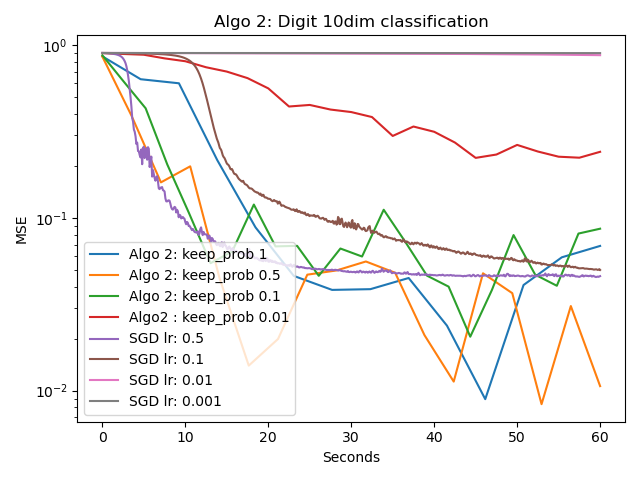 Algo 2: Digit 10dim classification
10⁰
10⁻¹
10⁻²
MSE
Algo 2: keep_prob 1
Algo 2: keep_prob 0.5
Algo 2: keep_prob 0.1
Algo2 : keep_prob 0.01
SGD lr: 0.5
SGD lr: 0.1
SGD lr: 0.01
SGD lr: 0.001
0 10 20 30 40 50 60
Seconds